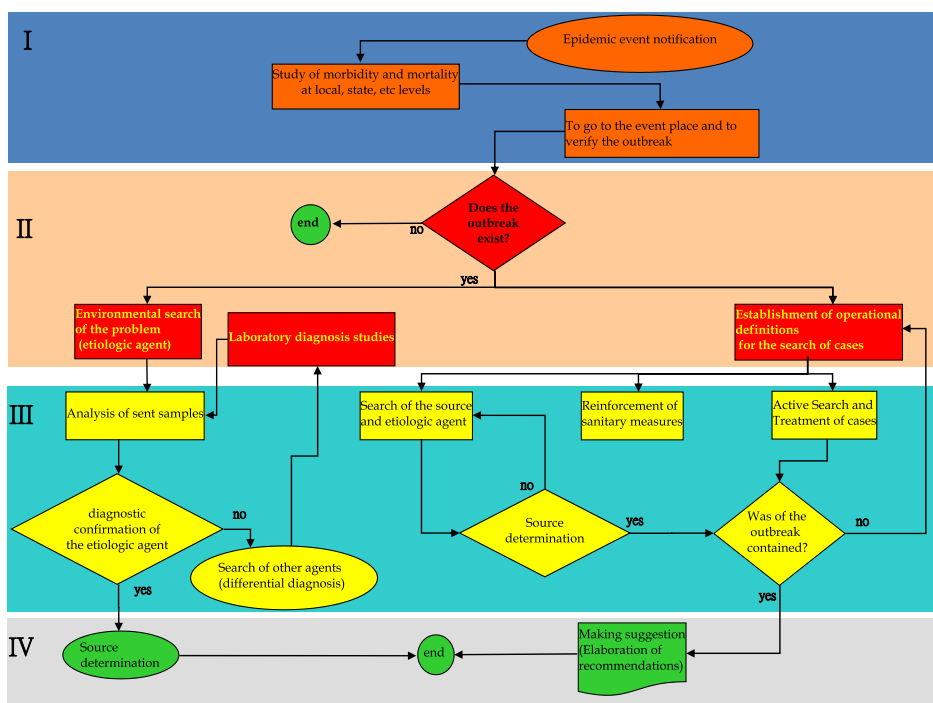 I
Epidemic event notification
Study of morbidity and mortality
at local, state, etc levels
To go to the event place and to
verify the outbreak
II
Does the
outbreak
exist?
end
no
yes
Environmental search
of the problem
(etiologic agent)
Laboratory diagnosis studies
Establishment of operational
definitions
for the search of cases
III
Analysis of sent samples
Search of the source
and etiologic agent
Reinforcement of
sanitary measures
Active Search and
Treatment of cases
diagnostic
confirmation of
the etiologic agent
no
Search of other agents
(differential diagnosis)
yes
no
Source
determination
yes
Was of the
outbreak
contained?
no
yes
IV
Source
determination
end
Making suggestion
(Elaboration of
recommendations)